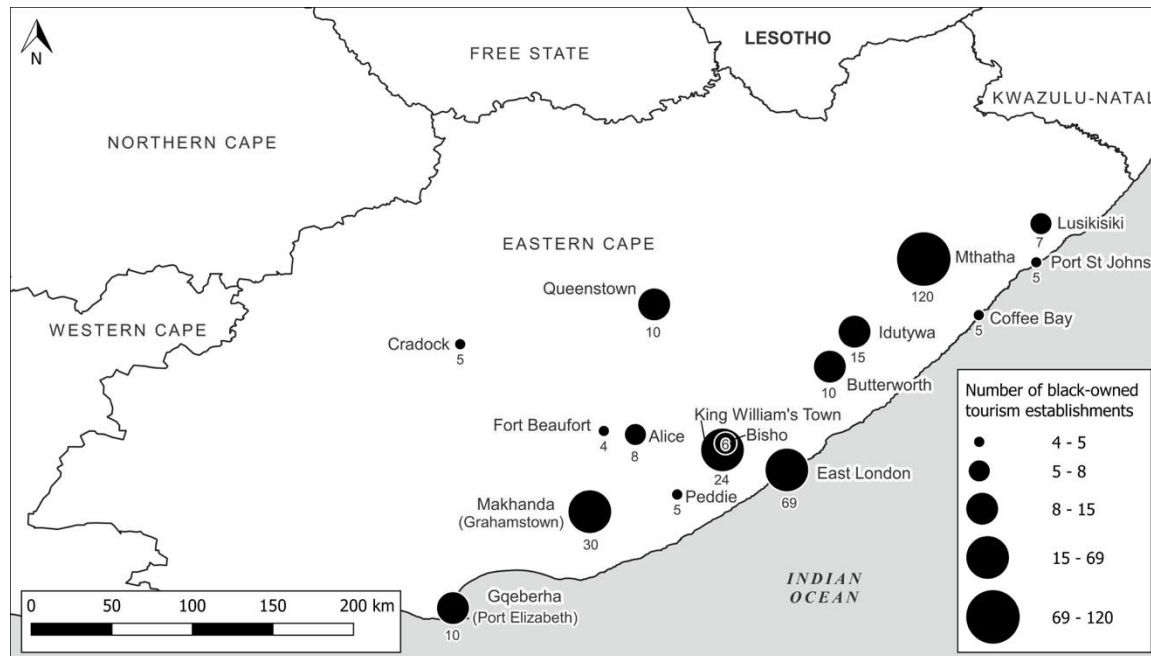 N
FREE STATE
LESOTHO
KWAZULU-NATAL
NORTHERN CAPE
EASTERN CAPE
WESTERN CAPE
Lusikisiki
7
Mthatha
120
Port St Johns
5
Queenstown
10
Coffee Bay
5
Idutywa
15
Cradock
5
Butterworth
10
King William's Town
Bisho
6
24
Fort Beaufort
4
Alice
8
East London
69
Peddie
5
Makhanda
(Grahamstown)
30
Gqeberha
(Port Elizabeth)
10
INDIAN
OCEAN
0 50 100 150 200 km
Number of black-owned
tourism establishments
4 - 5
5 - 8
8 - 15
15 - 69
69 - 120